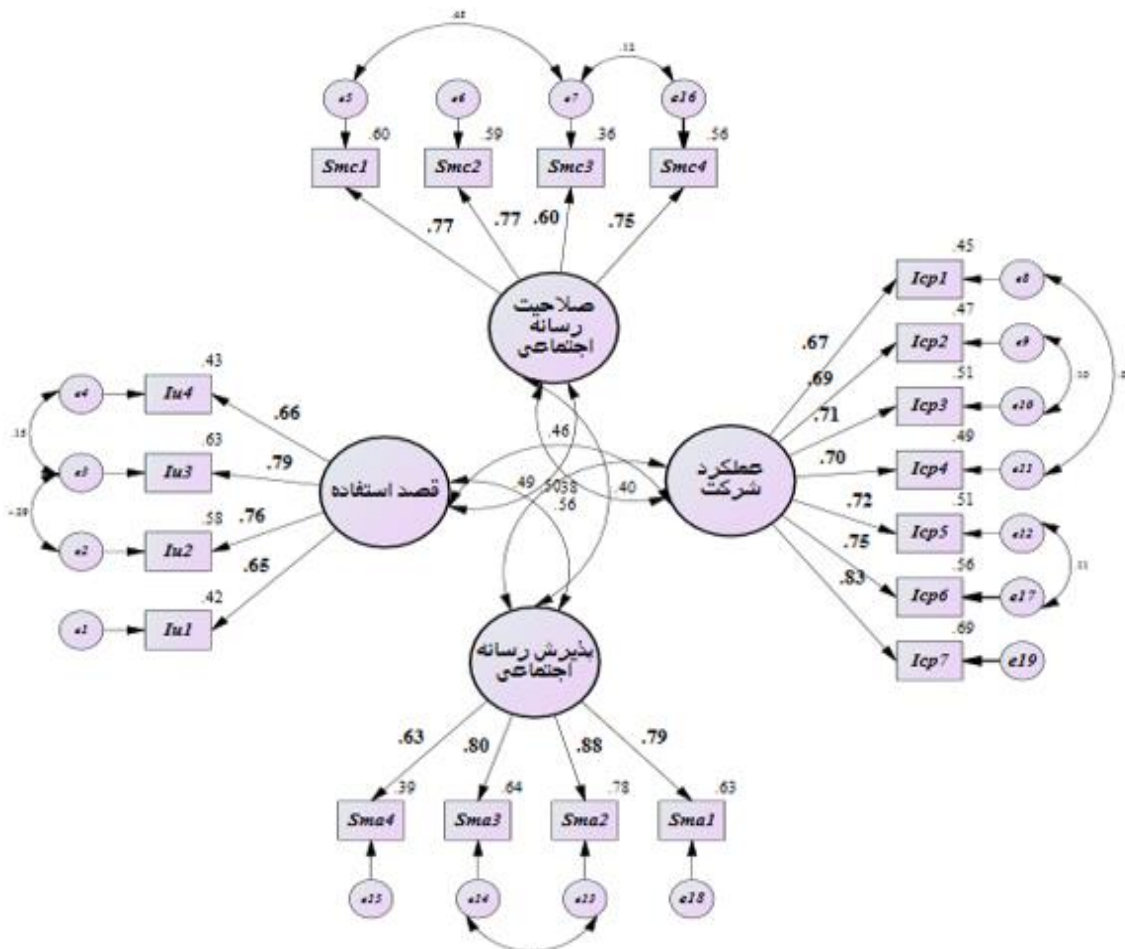 .12
e5
e6
e7
e16
.60
.59
.36
.56
Smc1
Smc2
Smc3
Smc4
.77
.77
.60
.75
صلاحیت
رسانه
اجتماعی
.45
Icp1
e8
.47
Icp2
e9
.51
Icp3
e10
.49
Icp4
e11
.51
Icp5
e12
.56
Icp6
e17
.69
Icp7
e19
.67
.69
.71
.70
.72
.75
.83
عملکرد
شرکت
.43
e4
Iu4
.63
e3
Iu3
.58
e2
Iu2
.42
e1
Iu1
.66
.79
.76
.65
قصد استفاده
.46
.49
.50
.38
.40
.56
پذیرش رسانه
اجتماعی
.63
.80
.88
.79
.39
.64
.78
.63
Sma4
Sma3
Sma2
Sma1
e15
e14
e13
e18